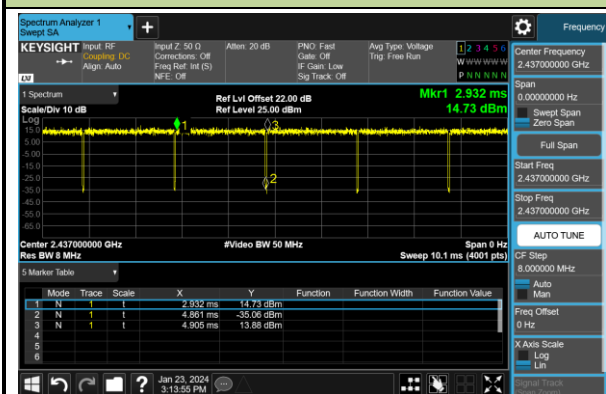 Spectrum Analyzer 1
Swept SA
+
Frequency
KEYSIGHT
Input: RF
Coupling: DC
Align: Auto
Input Z: 50 Ω
Corrections: Off
Freq Ref: Int (S)
NFE: Off
Atten: 20 dB
PNO: Fast
Gate: Off
IF Gain: Low
Sig Track: Off
Avg Type: Voltage
Trig: Free Run
1 2 3 4 5 6
W W W W W W
P N N N N N
1 Spectrum
Scale/Div 10 dB
Ref Lvl Offset 22.00 dB
Ref Level 25.00 dBm
Mkr1 2.932 ms
14.73 dBm
Log
15.0
5.00
-5.00
-15.0
-25.0
-35.0
-45.0
-55.0
-65.0
1
3
2
Center 2.437000000 GHz
#Video BW 50 MHz
Span 0 Hz
Res BW 8 MHz
Sweep 10.1 ms (4001 pts)
5 Marker Table
Mode Trace Scale X Y Function Function Width Function Value
1 N 1 t 2.932 ms 14.73 dBm
2 N 1 t 4.861 ms -35.06 dBm
3 N 1 t 4.905 ms 13.88 dBm
4
5
6
Center Frequency
2.437000000 GHz
Span
0.00000000 Hz
Swept Span
Zero Span
Full Span
Start Freq
2.437000000 GHz
Stop Freq
2.437000000 GHz
AUTO TUNE
CF Step
8.000000 MHz
Auto
Man
Freq Offset
0 Hz
X Axis Scale
Log
Lin
Signal Track
(Span Zoom)
?
Jan 23, 2024
3:13:55 PM